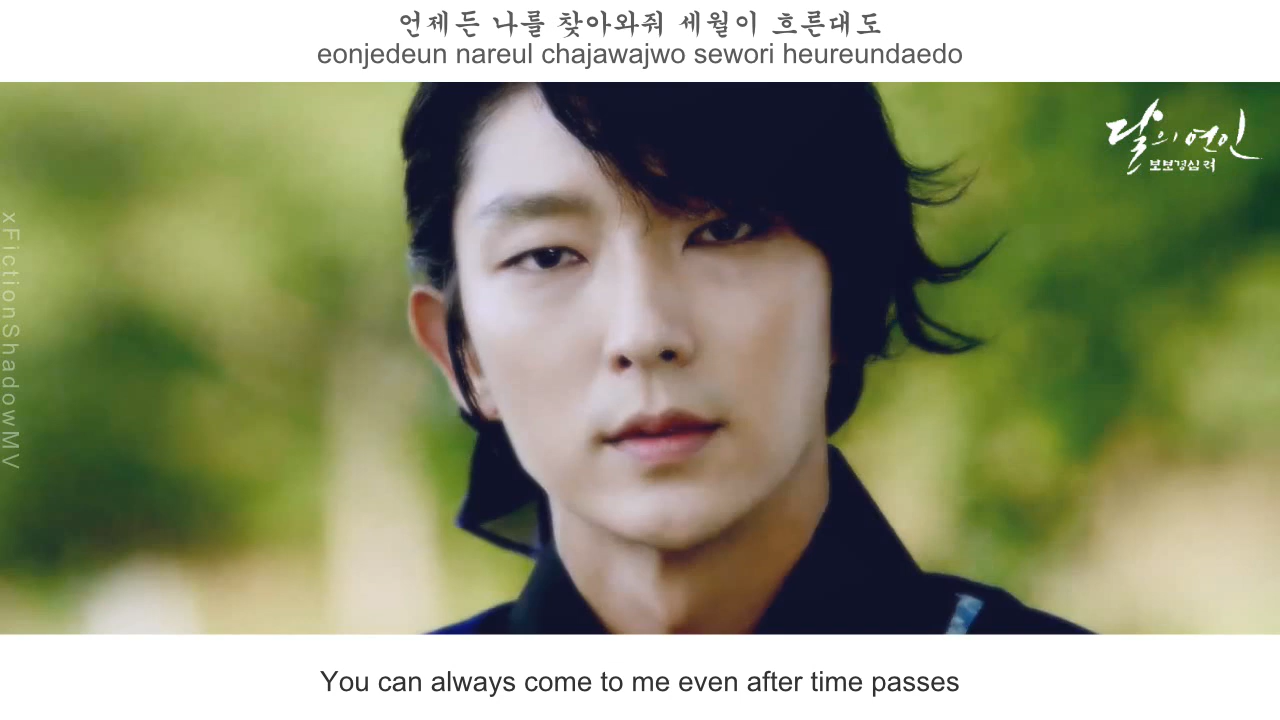 언제든 나를 찾아와줘 세월이 흐른대도
eonjedeun nareul chajawajwo sewori heureundaedo
달의 연인
보보경심 려
xFictionShadowMV
You can always come to me even after time passes